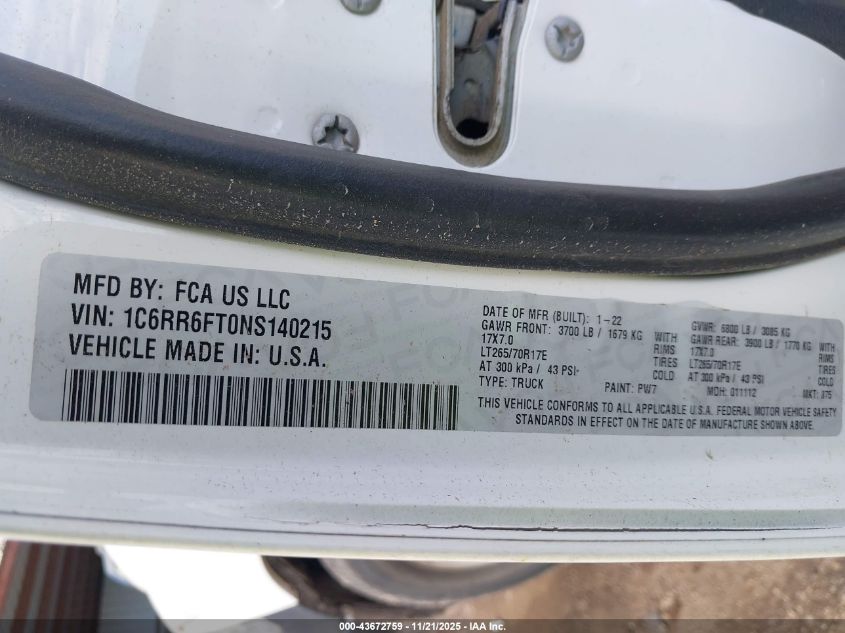 MFD BY: FCA US LLC
VIN: 1C6RR6FT0NS140215
VEHICLE MADE IN: U.S.A.
DATE OF MFR (BUILT): 1-22 GVWR: 6800 LB / 3085 KG
GAWR FRONT: 3700 LB / 1679 KG WITH GAWR REAR: 3900 LB / 1770 KG WITH
17X7.0 RIMS 17X7.0 RIMS
LT265/70R17E TIRES LT265/70R17E TIRES
AT 300 kPa / 43 PSI COLD AT 300 kPa / 43 PSI COLD
TYPE: TRUCK PAINT: PW7 MDH: 011112 MKT: 375
THIS VEHICLE CONFORMS TO ALL APPLICABLE U.S.A. FEDERAL MOTOR VEHICLE SAFETY
STANDARDS IN EFFECT ON THE DATE OF MANUFACTURE SHOWN ABOVE.
000-43672759 - 11/21/2025 - IAA, Inc.